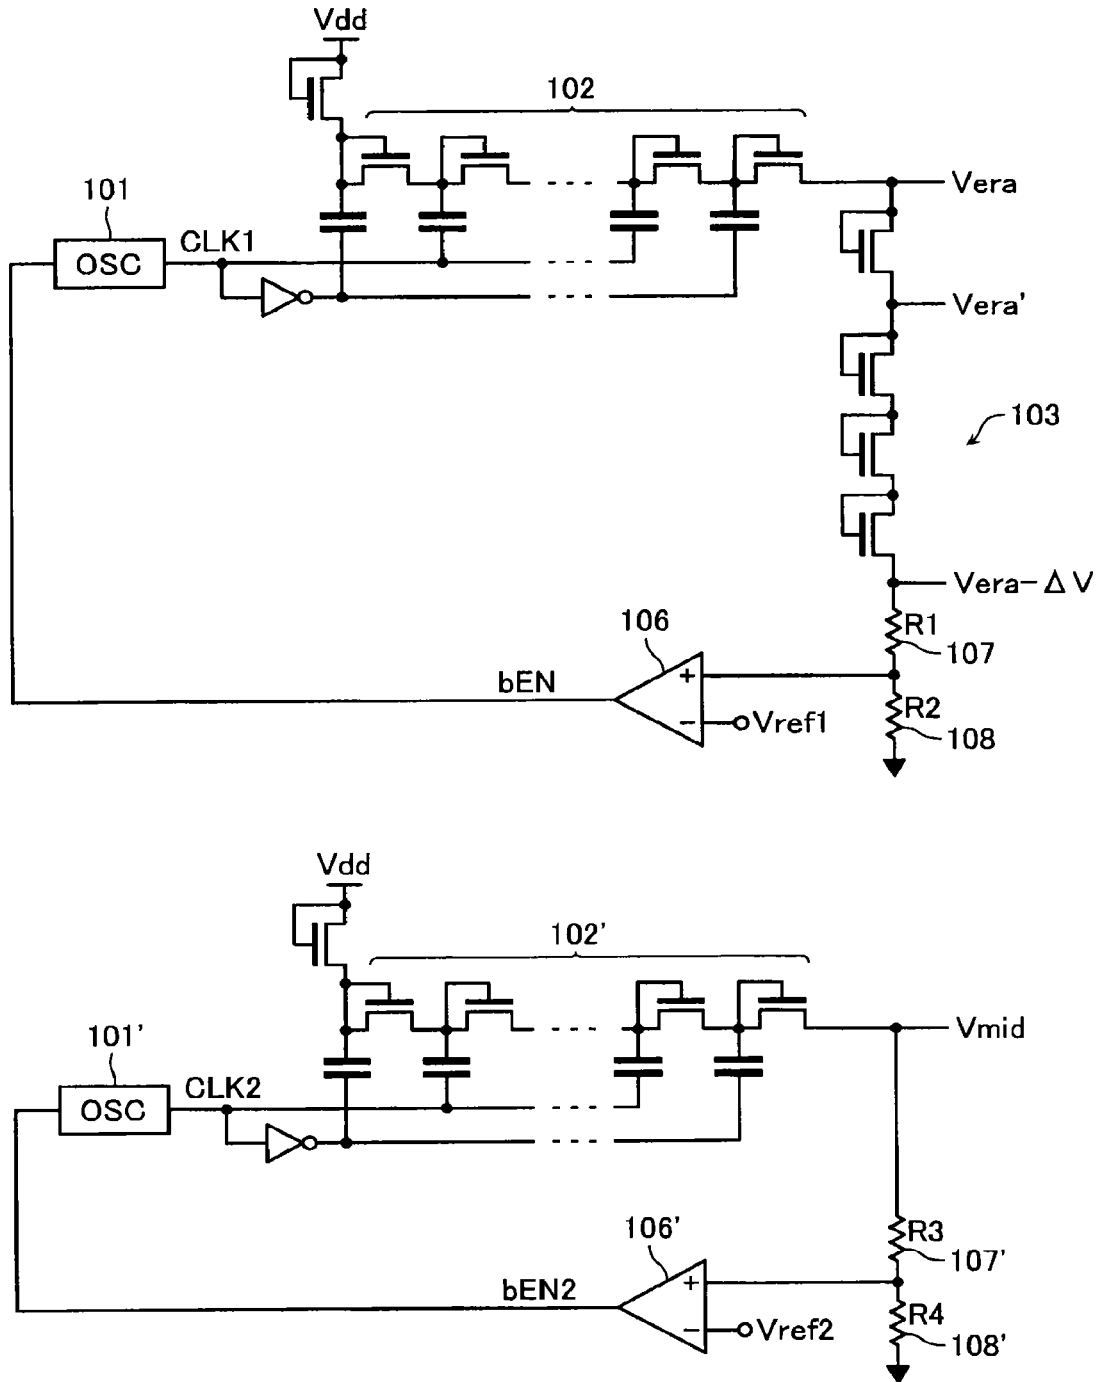 Vdd
102
101
CLK1
OSC
Vera
Vera'
103
Vera-ΔV
106
R1
107
bEN
+
-
Vref1
R2
108
Vdd
102'
101'
CLK2
OSC
Vmid
106'
R3
107'
bEN2
+
-
Vref2
R4
108'